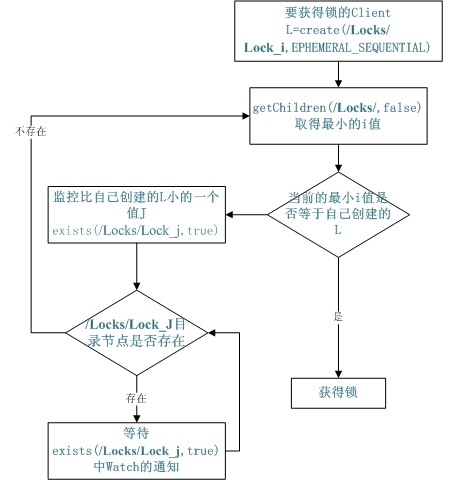 要获得锁的Client
L=create(/Locks/
Lock_i,EPHEMERAL_SEQUENTIAL)
getChildren(/Locks/,false)
取得最小的i值
不存在
当前的最小i值是
否等于自己创建的
L
监控比自己创建的L小的一个
值J
exists(/Locks/Lock_j,true)
/Locks/Lock_J目
录节点是否存在
是
存在
获得锁
等待
exists(/Locks/Lock_j,true)
中Watch的通知